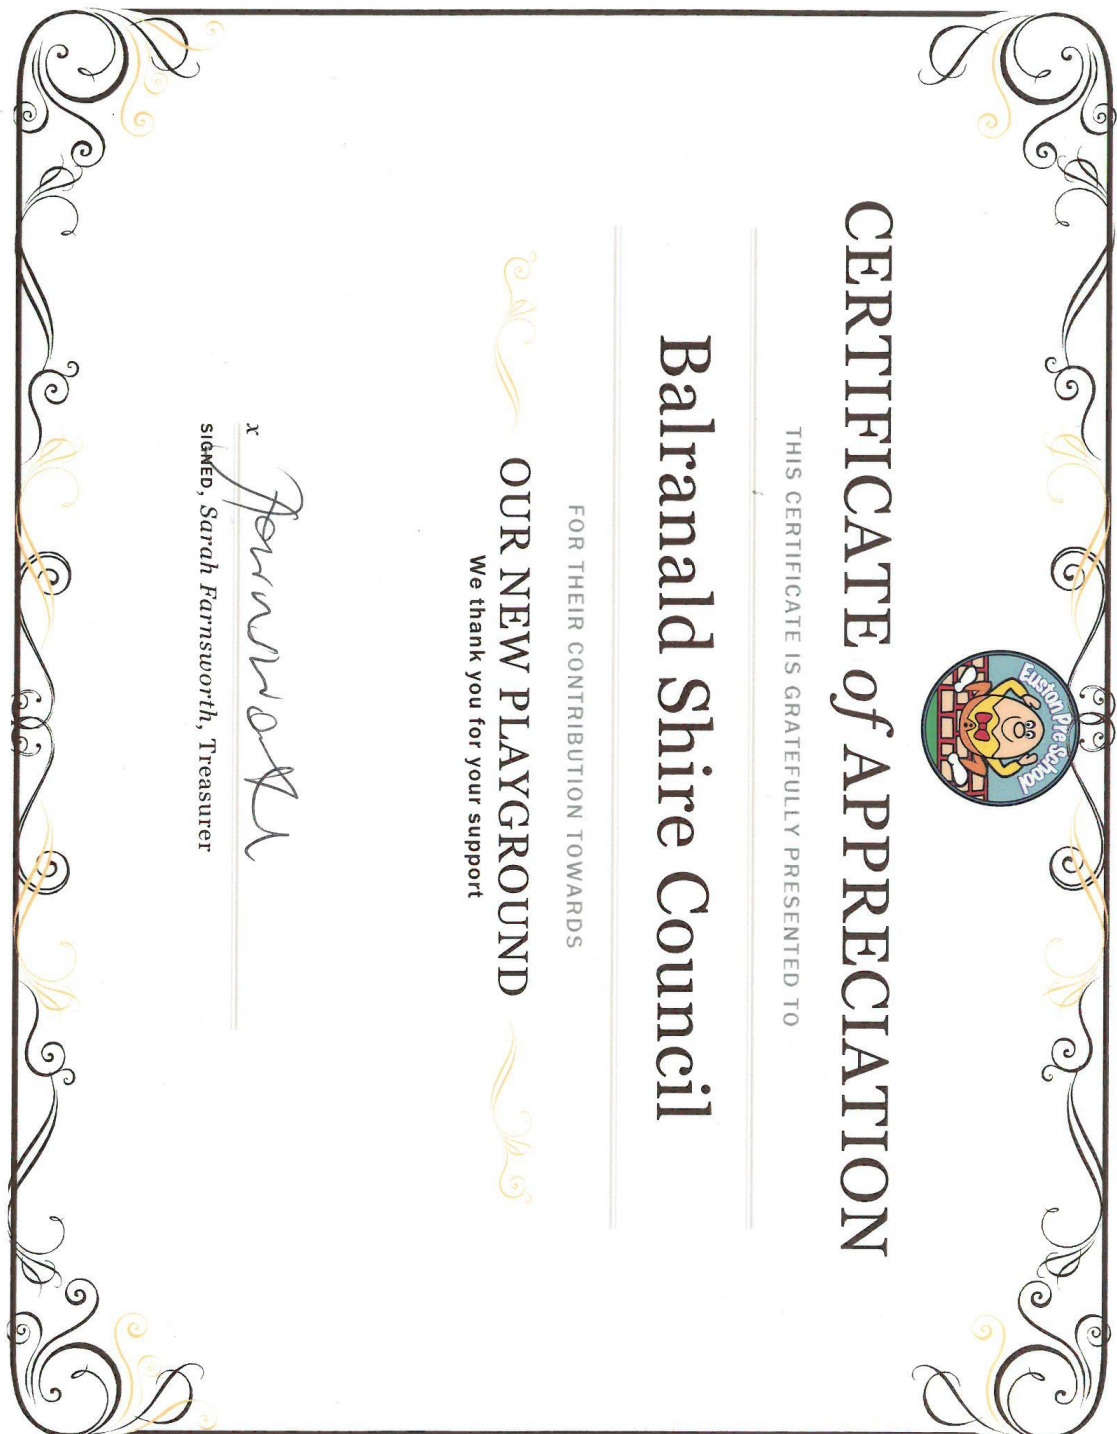 Euston Pre School
CERTIFICATE of APPRECIATION
THIS CERTIFICATE IS GRATEFULLY PRESENTED TO
Balranald Shire Council
FOR THEIR CONTRIBUTION TOWARDS
OUR NEW PLAYGROUND
We thank you for your support
x
SIGNED, Sarah Farnsworth, Treasurer